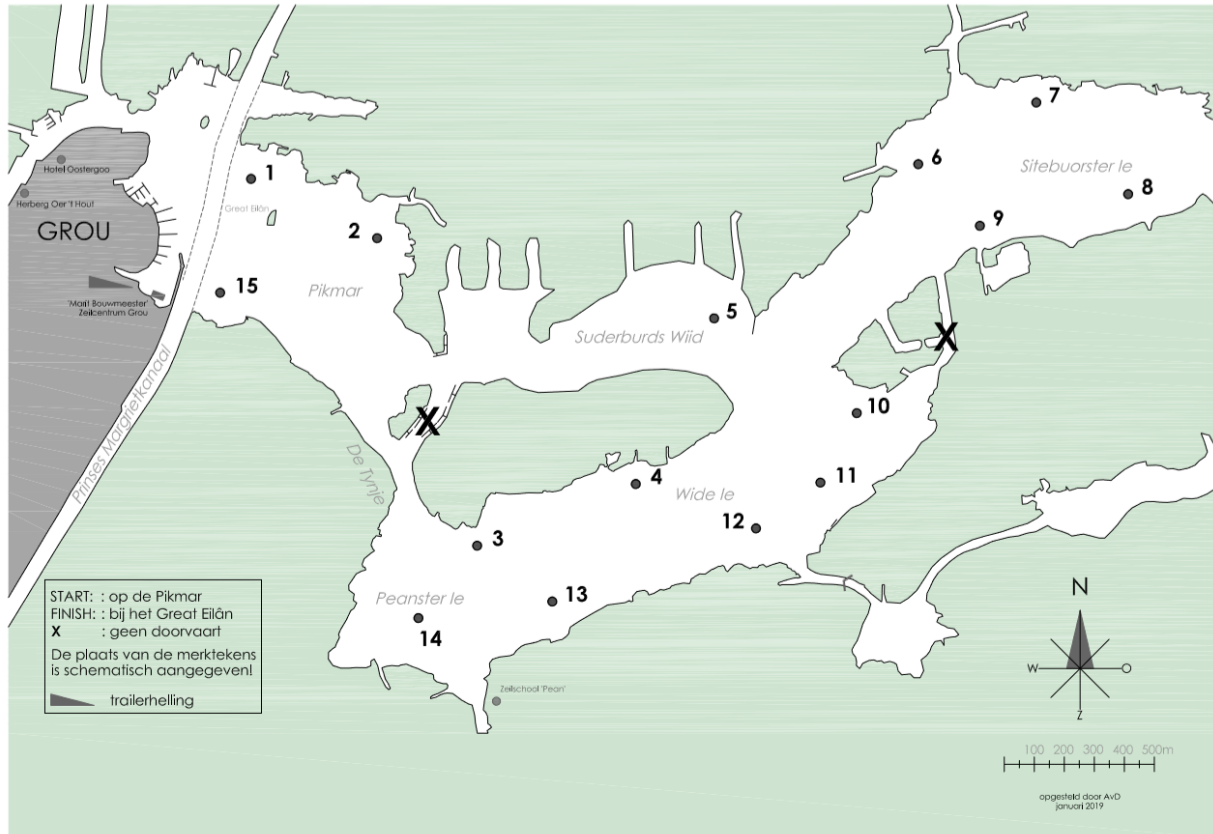 Hotel Oostergoo
Herberg Oer 't Hout
GROU
'Marit Bouwmeester'
Zeilcentrum Grou
Prinses Margrietkanaal
1
Great Eilân
2
15
Pikmar
De Tynje
X
Suderburds Wiid
5
6
7
Sitebuorster Ie
8
9
X
10
11
4
Wide Ie
12
3
13
Peanster Ie
14
Zeilschool 'Pean'
START: : op de Pikmar
FINISH: : bij het Great Eilân
X : geen doorvaart
De plaats van de merktekens
is schematisch aangegeven!
trailerhelling
N
W
O
Z
100 200 300 400 500m
opgesteld door AvD
januari 2019